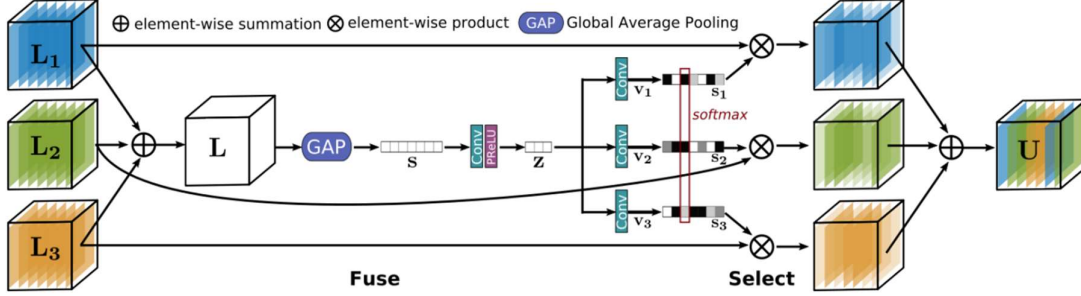 ⊕ element-wise summation ⊗ element-wise product GAP Global Average Pooling
L1
L2
L3
L
GAP
s
Conv
PReLU
z
Conv
v1
s1
softmax
Conv
v2
s2
Conv
v3
s3
U
Fuse
Select